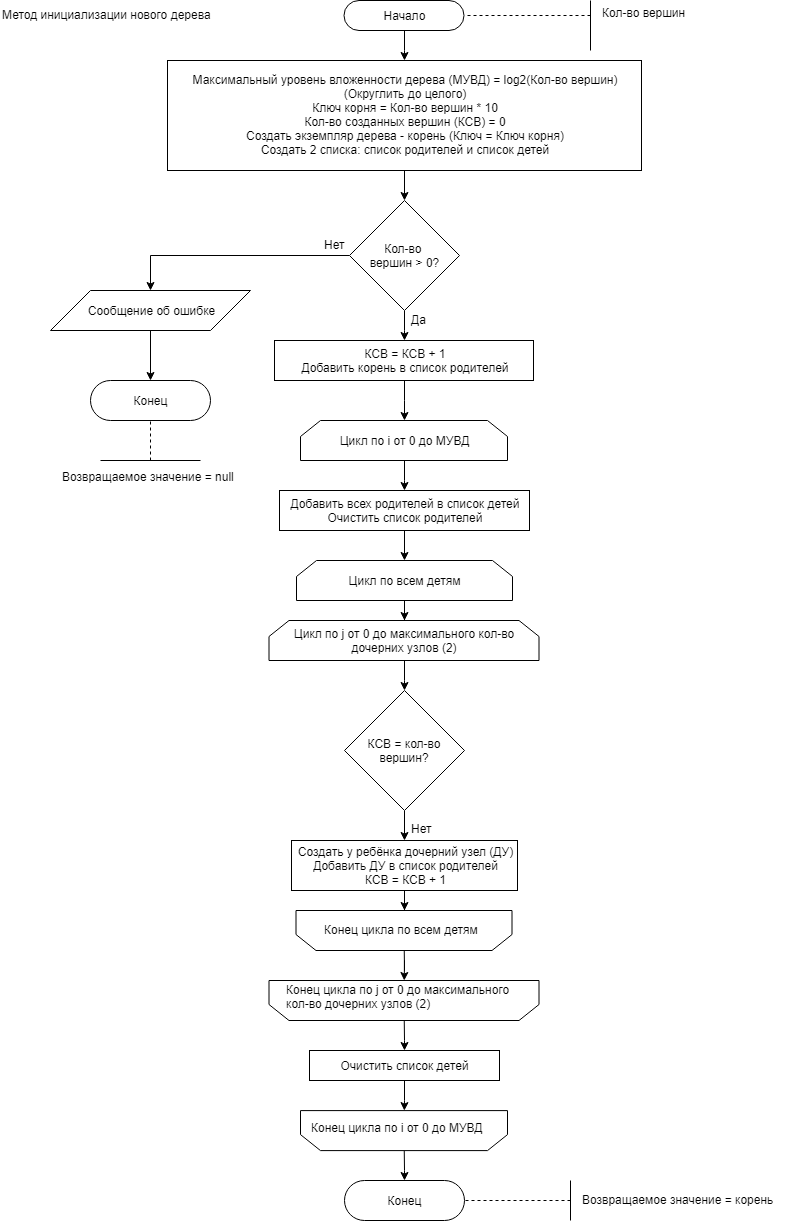 Метод инициализации нового дерева
Начало
Кол-во вершин
Максимальный уровень вложенности дерева (МУВД) = log2(Кол-во вершин)
(Округлить до целого)
Ключ корня = Кол-во вершин * 10
Кол-во созданных вершин (КСВ) = 0
Создать экземпляр дерева - корень (Ключ = Ключ корня)
Создать 2 списка: список родителей и список детей
Кол-во
вершин > 0?
Нет
Сообщение об ошибке
Конец
Возвращаемое значение = null
Да
КСВ = КСВ + 1
Добавить корень в список родителей
Цикл по i от 0 до МУВД
Добавить всех родителей в список детей
Очистить список родителей
Цикл по всем детям
Цикл по j от 0 до максимального кол-во
дочерних узлов (2)
КСВ = кол-во
вершин?
Нет
Создать у ребёнка дочерний узел (ДУ)
Добавить ДУ в список родителей
КСВ = КСВ + 1
Конец цикла по всем детям
Конец цикла по j от 0 до максимального
кол-во дочерних узлов (2)
Очистить список детей
Конец цикла по i от 0 до МУВД
Конец
Возвращаемое значение = корень